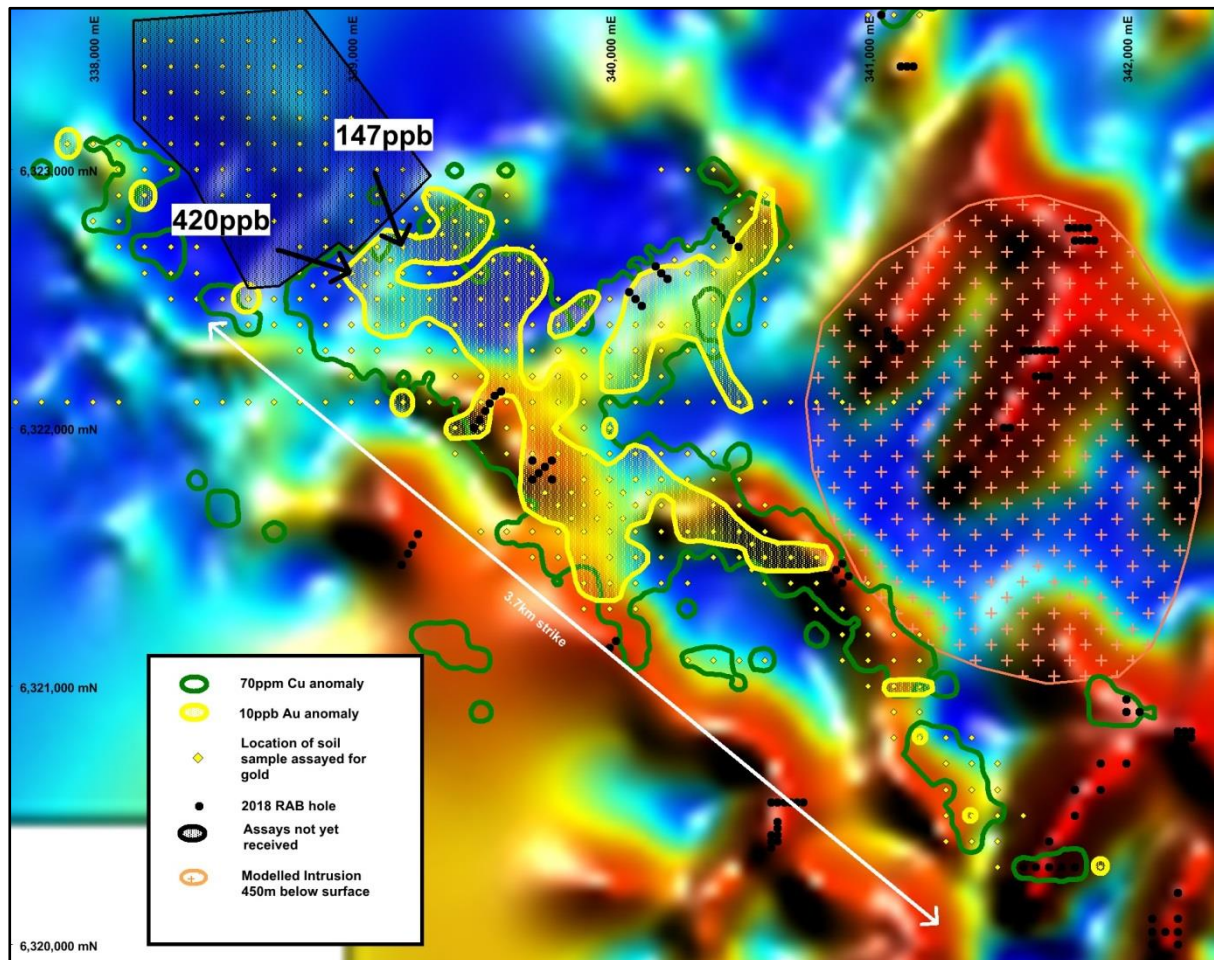 338,000 mE
339,000 mE
340,000 mE
341,000 mE
342,000 mE
147ppb
6,323,000 mN
420ppb
6,322,000 mN
3.7km strike
6,321,000 mN
70ppm Cu anomaly
10ppb Au anomaly
Location of soil
sample assayed for
gold
2018 RAB hole
Assays not yet
received
Modelled Intrusion
450m below surface
6,320,000 mN